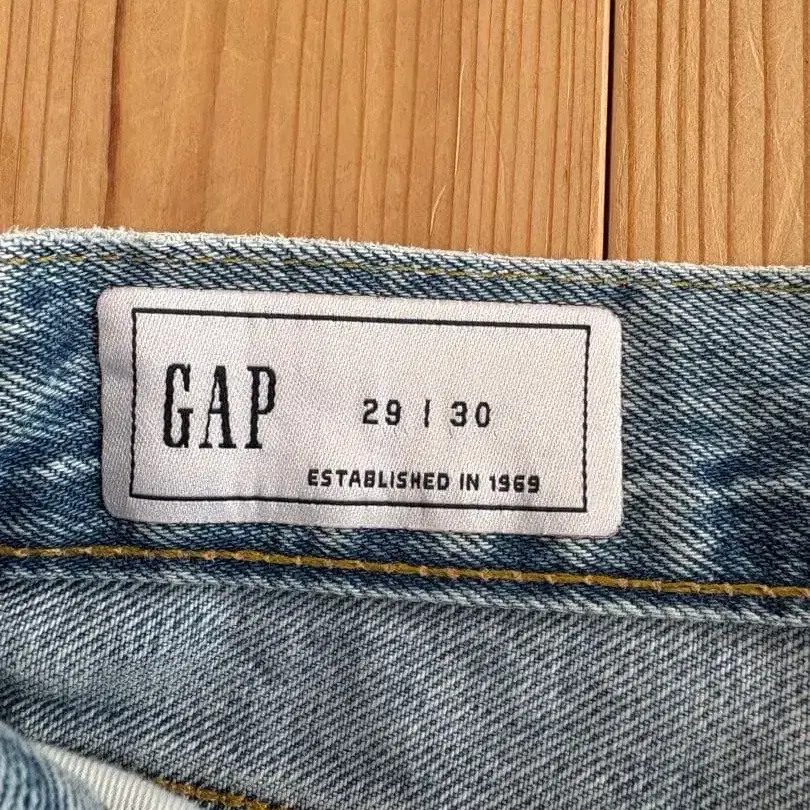 GAP
29 | 30
ESTABLISHED IN 1969